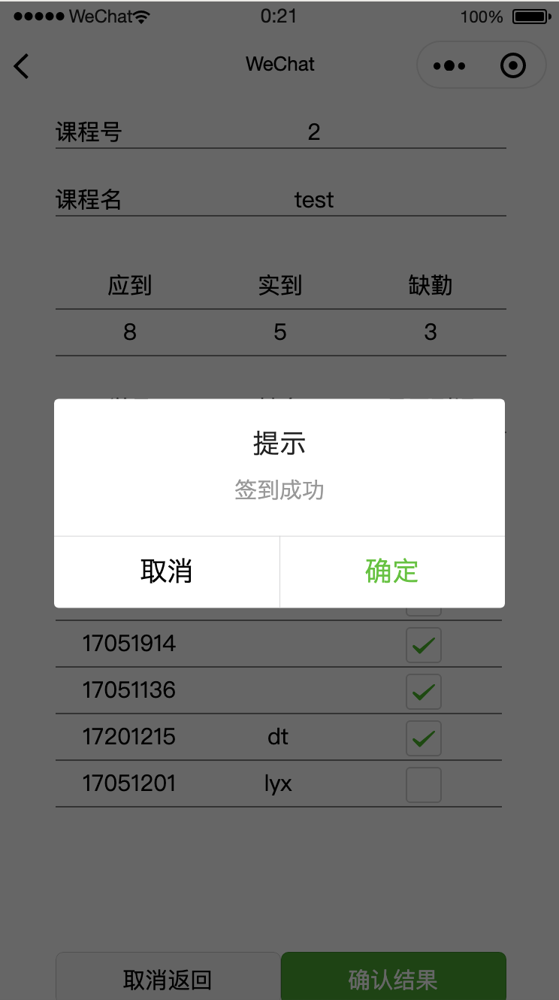 ●●●●● WeChat 0:21 100%
WeChat
课程号 2
课程名 test
应到 实到 缺勤
8 5 3
提示
签到成功
取消 确定
17051914
17051136
17201215 dt
17051201 lyx
取消返回 确认结果